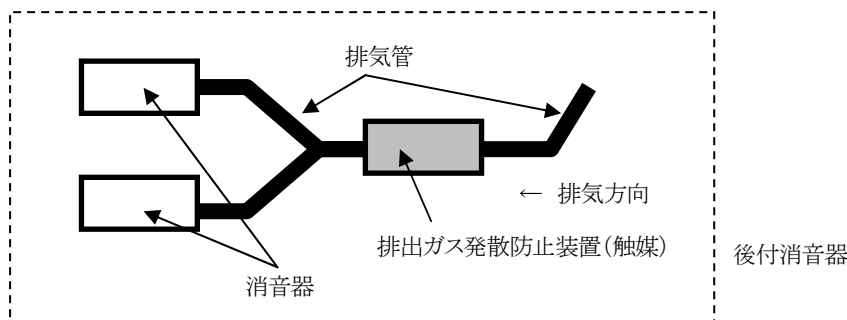 排気管
← 排気方向
排出ガス発散防止装置(触媒)
後付消音器
消音器